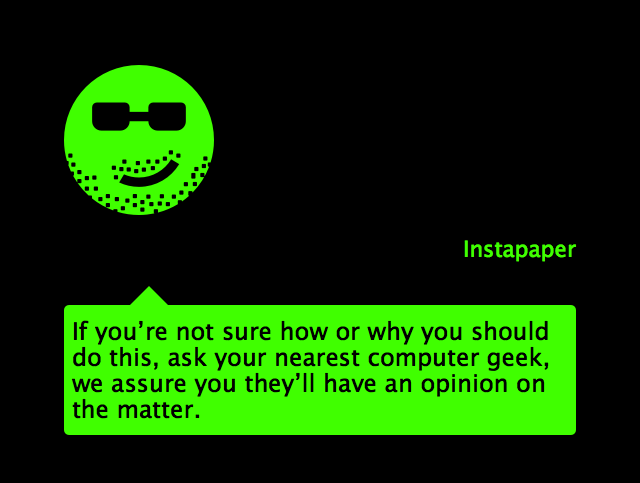 Instapaper
If you’re not sure how or why you should
do this, ask your nearest computer geek,
we assure you they’ll have an opinion on
the matter.